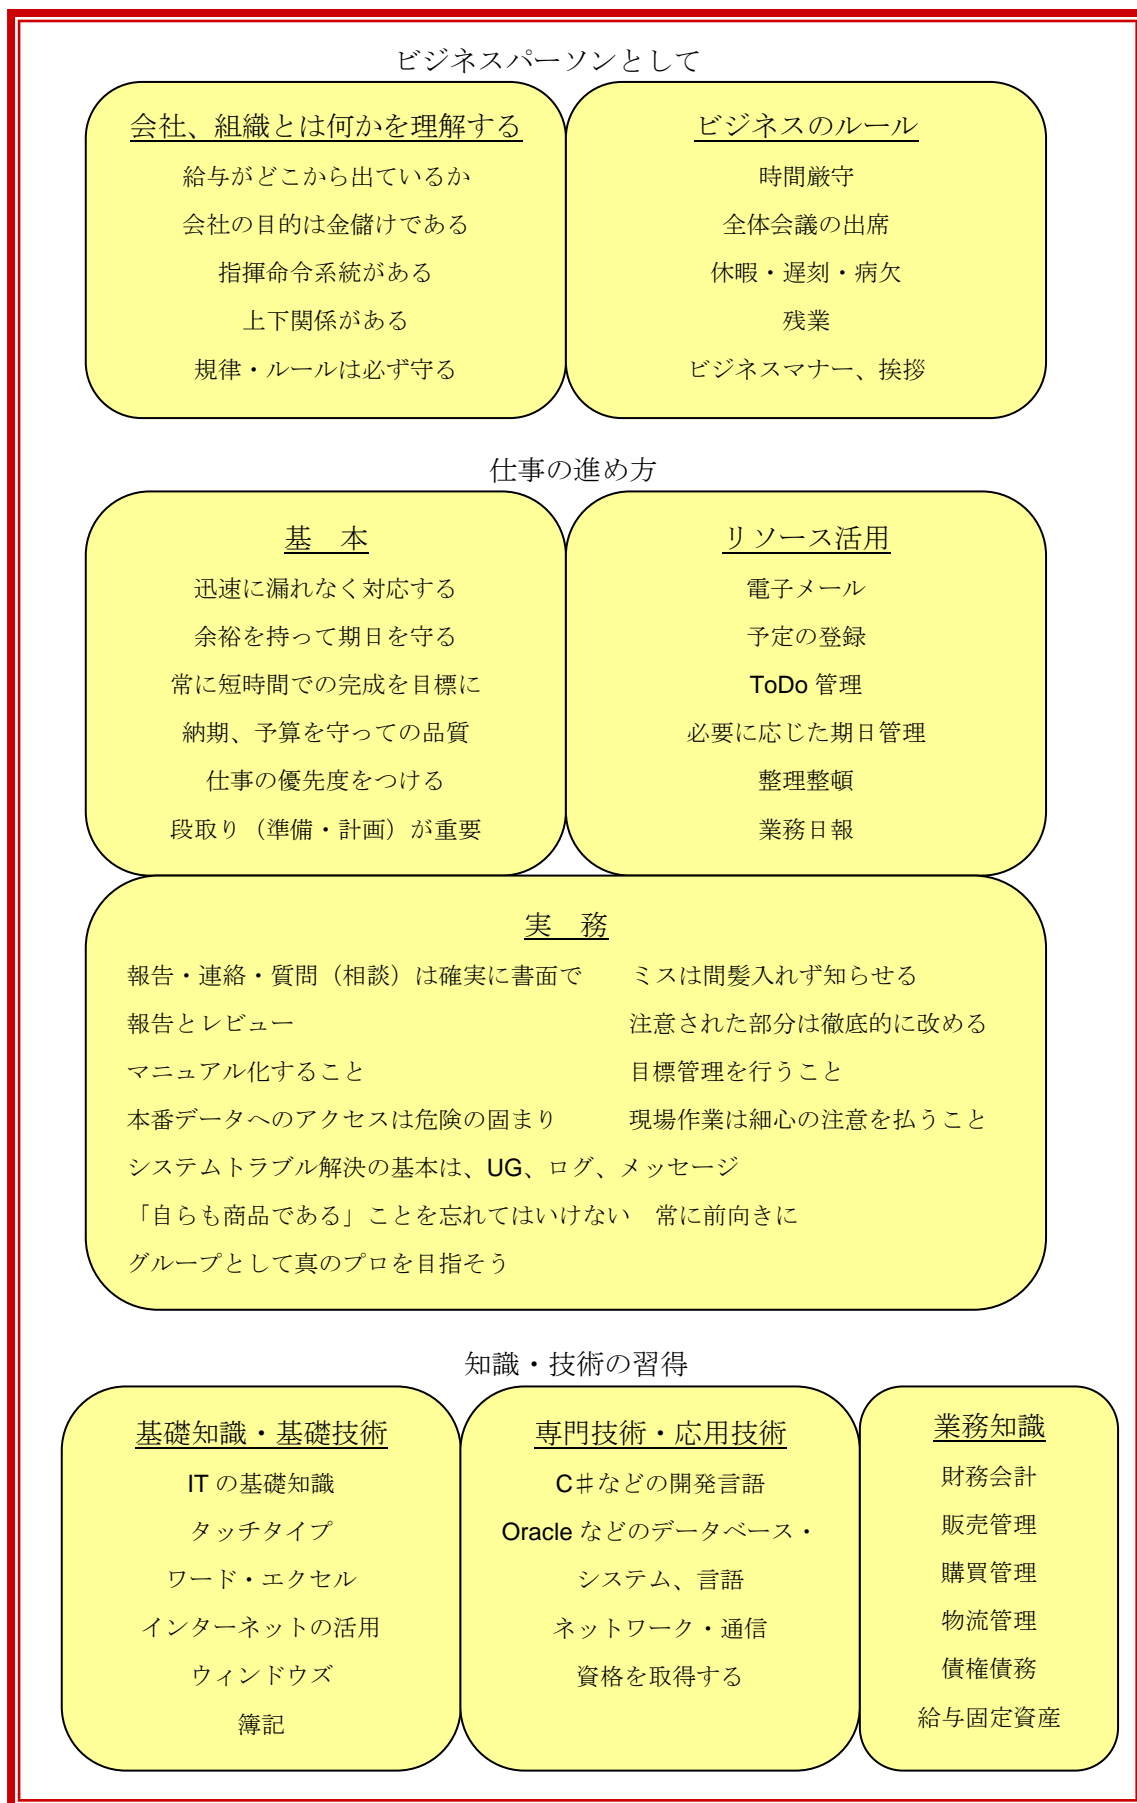 ビジネスパーソンとして
会社、組織とは何かを理解する
給与がどこから出ているか
会社の目的は金儲けである
指揮命令系統がある
上下関係がある
規律・ルールは必ず守る
ビジネスのルール
時間厳守
全体会議の出席
休暇・遅刻・病欠
残業
ビジネスマナー、挨拶
仕事の進め方
基　本
迅速に漏れなく対応する
余裕を持って期日を守る
常に短時間での完成を目標に
納期、予算を守っての品質
仕事の優先度をつける
段取り（準備・計画）が重要
リソース活用
電子メール
予定の登録
ToDo 管理
必要に応じた期日管理
整理整頓
業務日報
実　務
報告・連絡・質問（相談）は確実に書面で　　ミスは間髪入れず知らせる
報告とレビュー　　注意された部分は徹底的に改める
マニュアル化すること　　目標管理を行うこと
本番データへのアクセスは危険の固まり　　現場作業は細心の注意を払うこと
システムトラブル解決の基本は、UG、ログ、メッセージ
「自らも商品である」ことを忘れてはいけない　常に前向きに
グループとして真のプロを目指そう
知識・技術の習得
基礎知識・基礎技術
IT の基礎知識
タッチタイプ
ワード・エクセル
インターネットの活用
ウィンドウズ
簿記
専門技術・応用技術
C＃などの開発言語
Oracle などのデータベース・
システム、言語
ネットワーク・通信
資格を取得する
業務知識
財務会計
販売管理
購買管理
物流管理
債権債務
給与固定資産